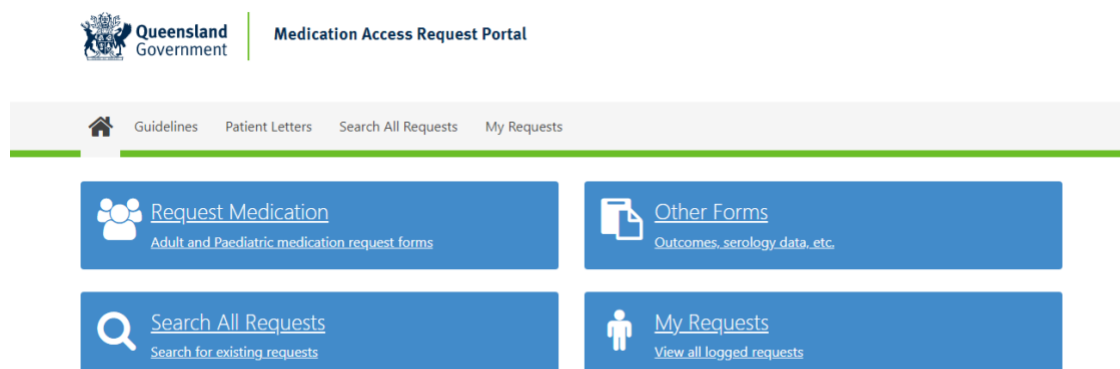 Queensland
Government
Medication Access Request Portal
Guidelines Patient Letters Search All Requests My Requests
Request Medication
Adult and Paediatric medication request forms
Other Forms
Outcomes, serology data, etc.
Search All Requests
Search for existing requests
My Requests
View all logged requests